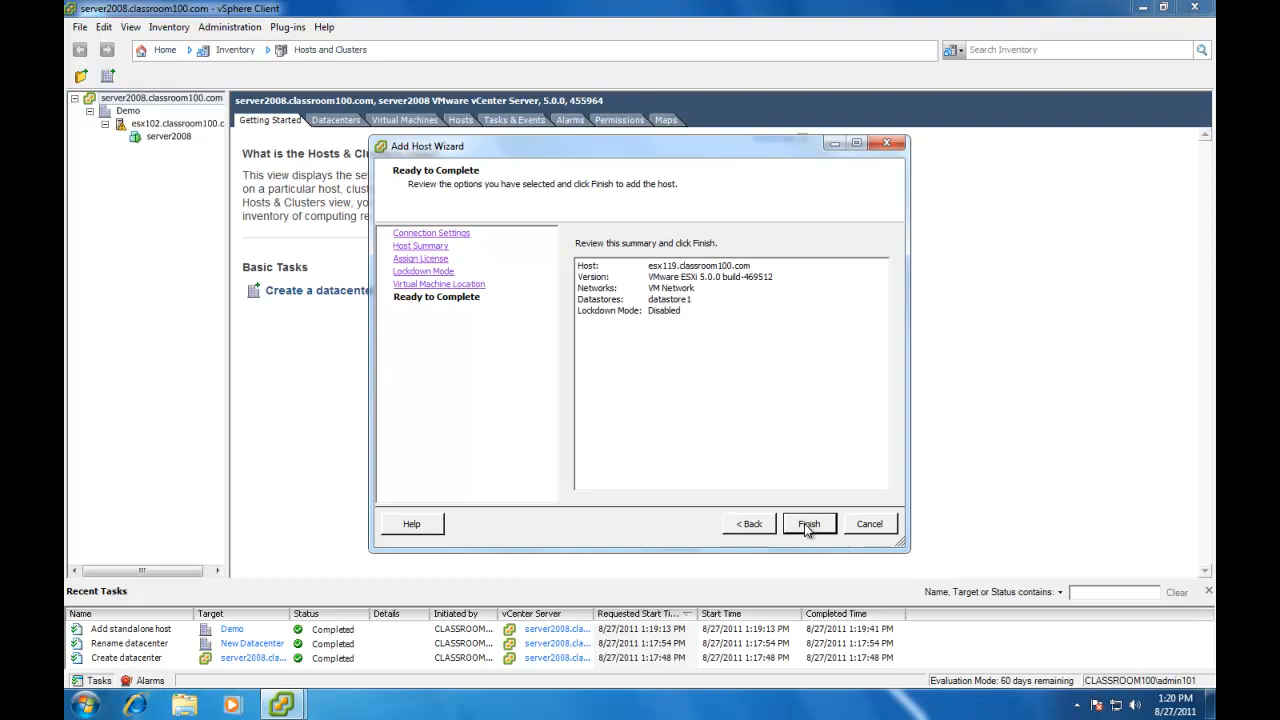 server2008.classroom100.com - vSphere Client
File Edit View Inventory Administration Plug-ins Help
Home Inventory Hosts and Clusters Search Inventory
server2008.classroom100.com
Demo
esx102.classroom100.c
server2008
server2008.classroom100.com, server2008 VMware vCenter Server, 5.0.0, 455964
Getting Started Datacenters Virtual Machines Hosts Tasks & Events Alarms Permissions Maps
What is the Hosts & Cl
This view displays the se
on a particular host, clus
Hosts & Clusters view, yo
inventory of computing re
Basic Tasks
Create a datacente
Add Host Wizard
Ready to Complete
Review the options you have selected and click Finish to add the host.
Connection Settings
Host Summary
Assign License
Lockdown Mode
Virtual Machine Location
Ready to Complete
Review this summary and click Finish.
Host: esx119.classroom100.com
Version: VMware ESXi 5.0.0 build-469512
Networks: VM Network
Datastores: datastore1
Lockdown Mode: Disabled
Help < Back Finish Cancel
Recent Tasks Name, Target or Status contains: Clear
Name Target Status Details Initiated by vCenter Server Requested Start Ti... Start Time Completed Time
Add standalone host Demo Completed CLASSROOM... server2008.cla... 8/27/2011 1:19:13 PM 8/27/2011 1:19:13 PM 8/27/2011 1:19:41 PM
Rename datacenter New Datacenter Completed CLASSROOM... server2008.cla... 8/27/2011 1:17:54 PM 8/27/2011 1:17:54 PM 8/27/2011 1:17:54 PM
Create datacenter server2008.cla... Completed CLASSROOM... server2008.cla... 8/27/2011 1:17:48 PM 8/27/2011 1:17:48 PM 8/27/2011 1:17:48 PM
Tasks Alarms Evaluation Mode: 60 days remaining CLASSROOM100\admin101
1:20 PM
8/27/2011